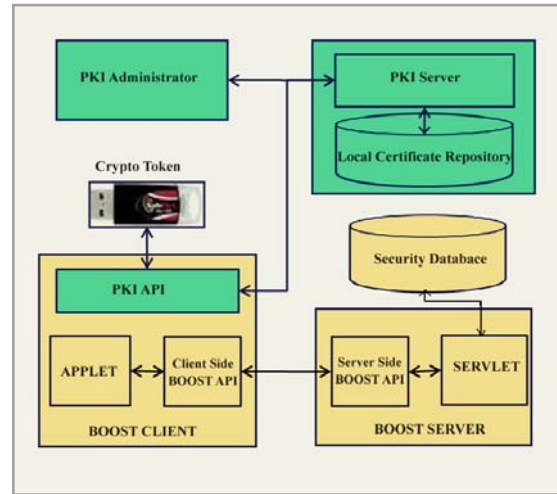 PKI Administrator
PKI Server
Local Certificate Repository
Crypto Token
Security Databace
PKI API
APPLET
Client Side
BOOST API
Server Side
BOOST API
SERVLET
BOOST CLIENT
BOOST SERVER